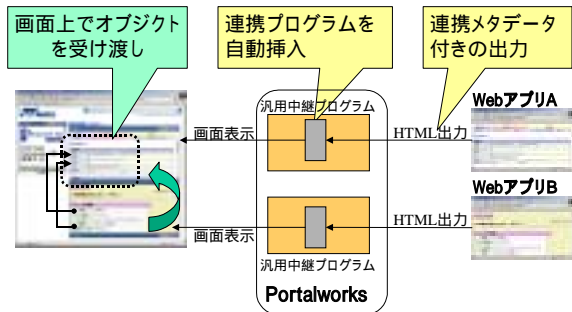 画面上でオブジェクト
を受け渡し
連携プログラムを
自動挿入
連携メタデータ
付きの出力
汎用中継プログラム
WebアプリA
画面表示
HTML出力
WebアプリB
画面表示
HTML出力
汎用中継プログラム
Portalworks